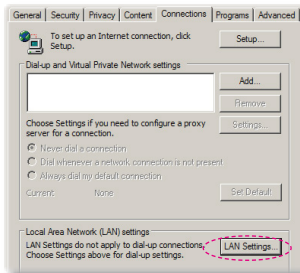 General Security Privacy Content Connections Programs Advanced
To set up an Internet connection, click Setup.
Setup...
Dial-up and Virtual Private Network settings
Add...
Remove
Choose Settings if you need to configure a proxy
server for a connection.
Settings...
Never dial a connection
Dial whenever a network connection is not present
Always dial my default connection
Current: None
Set Default
Local Area Network (LAN) settings
LAN Settings do not apply to dial-up connections.
Choose Settings above for dial-up settings.
LAN Settings...